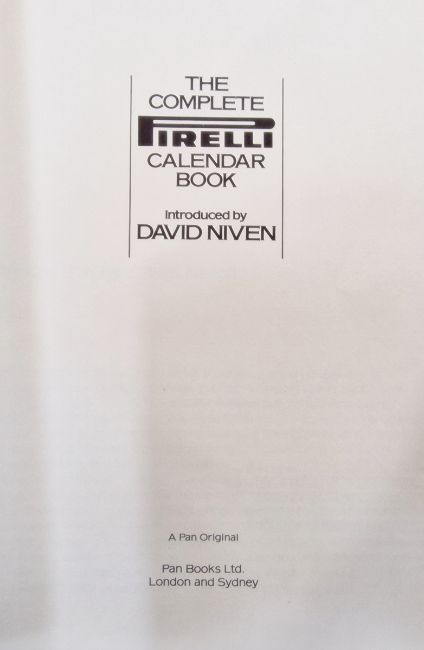 THE
COMPLETE
PIRELLI
CALENDAR
BOOK
Introduced by
DAVID NIVEN
A Pan Original
Pan Books Ltd.
London and Sydney